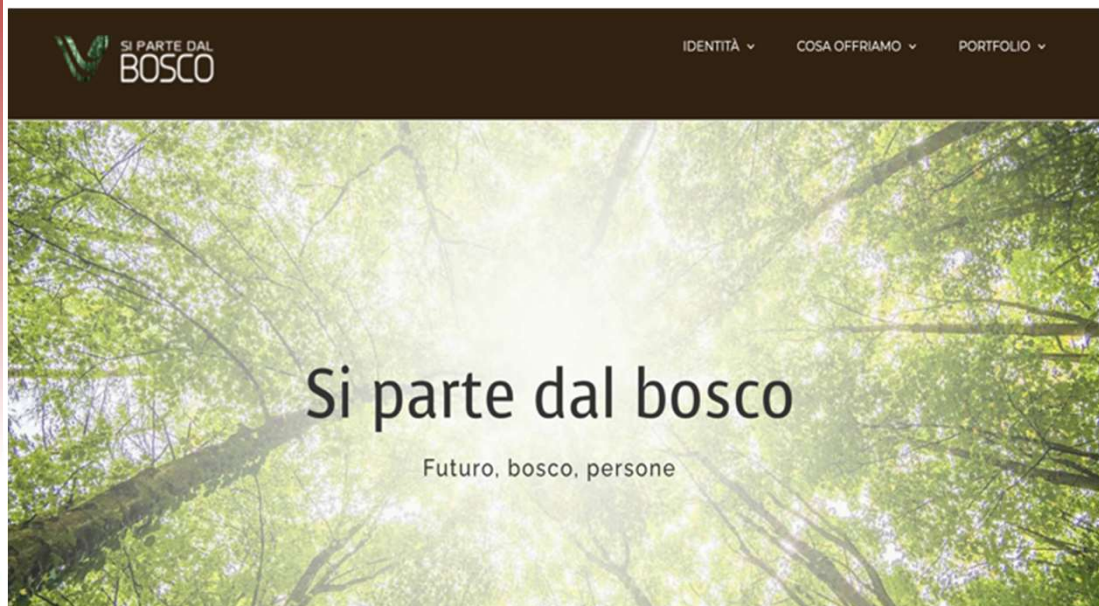 SI PARTE DAL
BOSCO
IDENTITÀ
COSA OFFRIAMO
PORTFOLIO
Si parte dal bosco
Futuro, bosco, persone